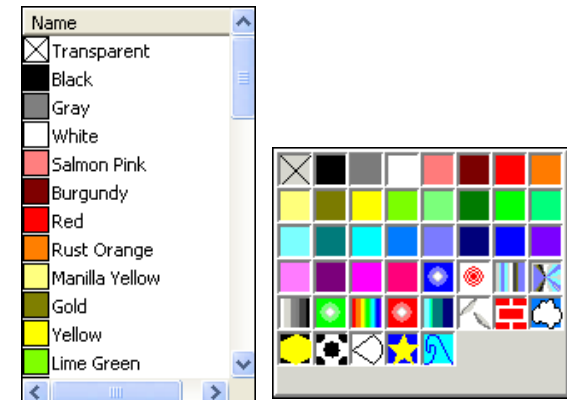 Name
Transparent
Black
Gray
White
Salmon Pink
Burgundy
Red
Rust Orange
Manilla Yellow
Gold
Yellow
Lime Green